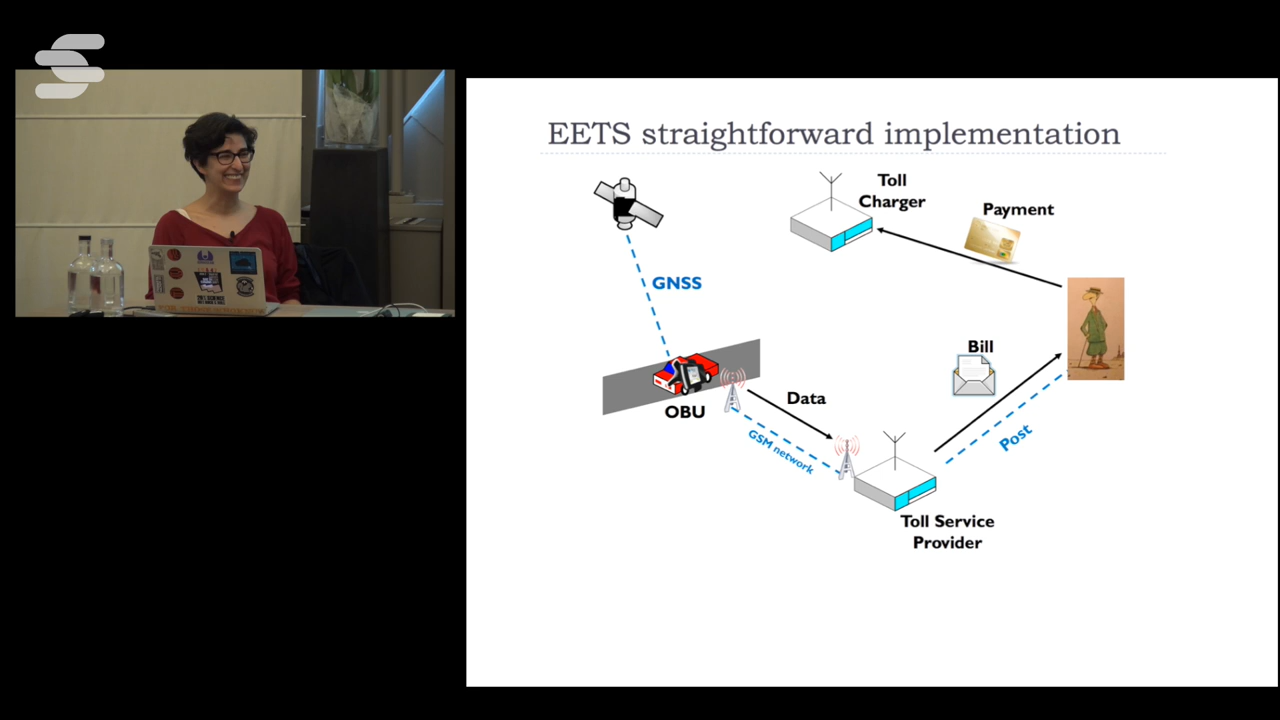 EETS straightforward implementation
Toll
Charger
Payment
GNSS
Bill
OBU
Data
GSM network
Post
Toll Service
Provider